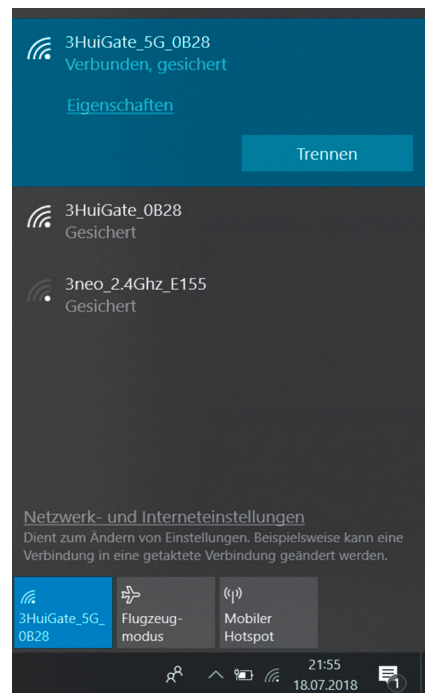 3HuiGate_5G_0B28
Verbunden, gesichert
Eigenschaften
Trennen
3HuiGate_0B28
Gesichert
3neo_2.4Ghz_E155
Gesichert
Netzwerk- und Interneteinstellungen
Dient zum Ändern von Einstellungen. Beispielsweise kann eine
Verbindung in eine getaktete Verbindung geändert werden.
3HuiGate_5G_
0B28
Flugzeug-
modus
Mobiler
Hotspot
21:55
18.07.2018
1